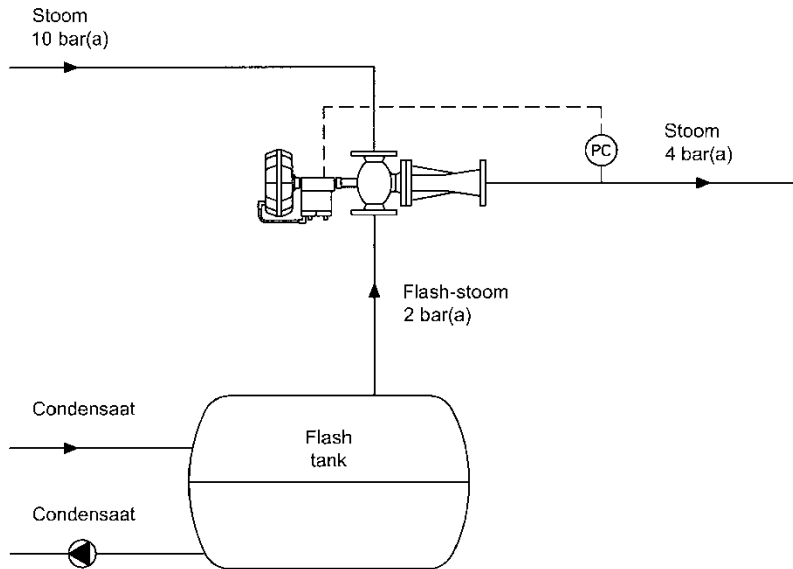 Stoom
10 bar(a)
PC
Stoom
4 bar(a)
Flash-stoom
2 bar(a)
Condensaat
Flash
tank
Condensaat